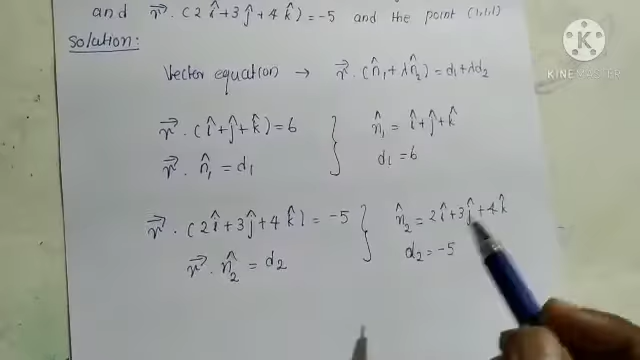 and r⃗ . (2î+3ĵ+4k̂) = -5 and the point (1,1,1)
Solution:
K
KINEMASTER
Vector equation → r⃗ . (n̂₁ + λn̂₂) = d₁ + λd₂
r⃗ . (î+ĵ+k̂) = 6 } n̂₁ = î+ĵ+k̂
r⃗ . n̂₁ = d₁ d₁ = 6
r⃗ . (2î+3ĵ+4k̂) = -5 } n̂₂ = 2î+3ĵ+4k̂
r⃗ . n̂₂ = d₂ d₂ = -5